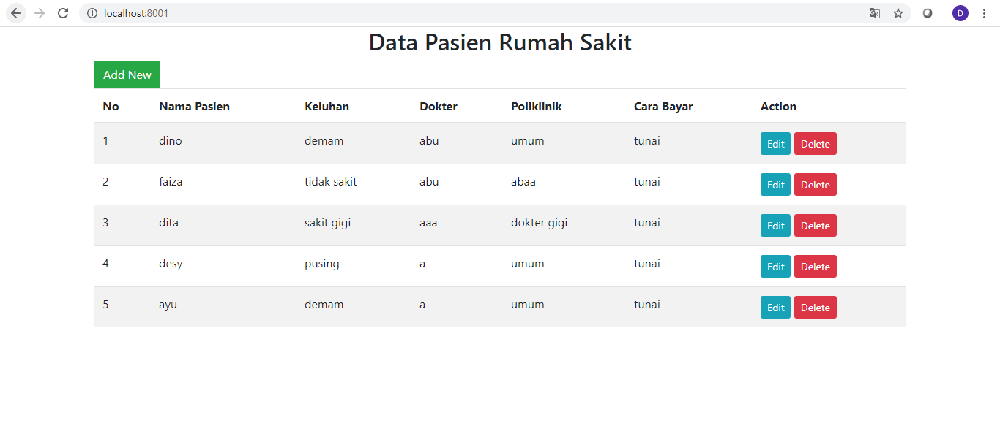 localhost:8001
D
Data Pasien Rumah Sakit
Add New
No Nama Pasien Keluhan Dokter Poliklinik Cara Bayar Action
1 dino demam abu umum tunai Edit Delete
2 faiza tidak sakit abu abaa tunai Edit Delete
3 dita sakit gigi aaa dokter gigi tunai Edit Delete
4 desy pusing a umum tunai Edit Delete
5 ayu demam a umum tunai Edit Delete